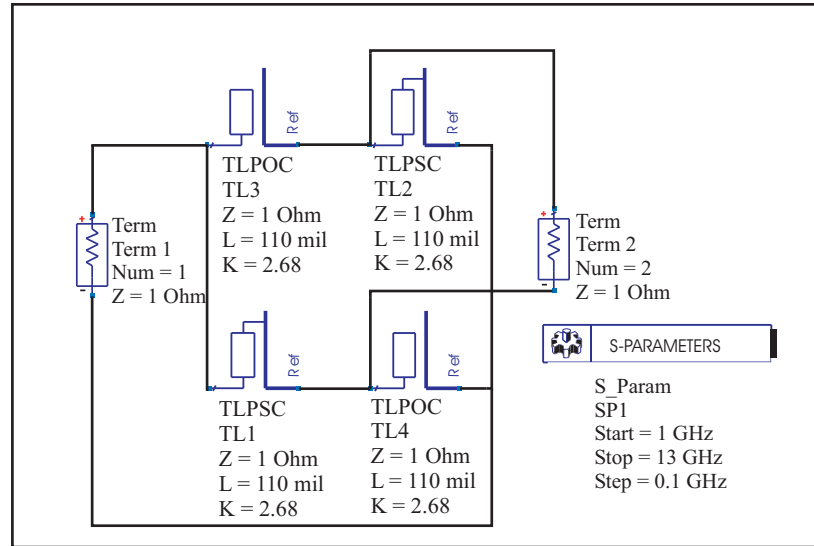 Ref
TLPOC
TL3
Z = 1 Ohm
L = 110 mil
K = 2.68
Ref
TLPSC
TL2
Z = 1 Ohm
L = 110 mil
K = 2.68
+
Term
Term 1
Num = 1
Z = 1 Ohm
-
+
Term
Term 2
Num = 2
Z = 1 Ohm
-
Ref
TLPSC
TL1
Z = 1 Ohm
L = 110 mil
K = 2.68
Ref
TLPOC
TL4
Z = 1 Ohm
L = 110 mil
K = 2.68
S-PARAMETERS
S_Param
SP1
Start = 1 GHz
Stop = 13 GHz
Step = 0.1 GHz